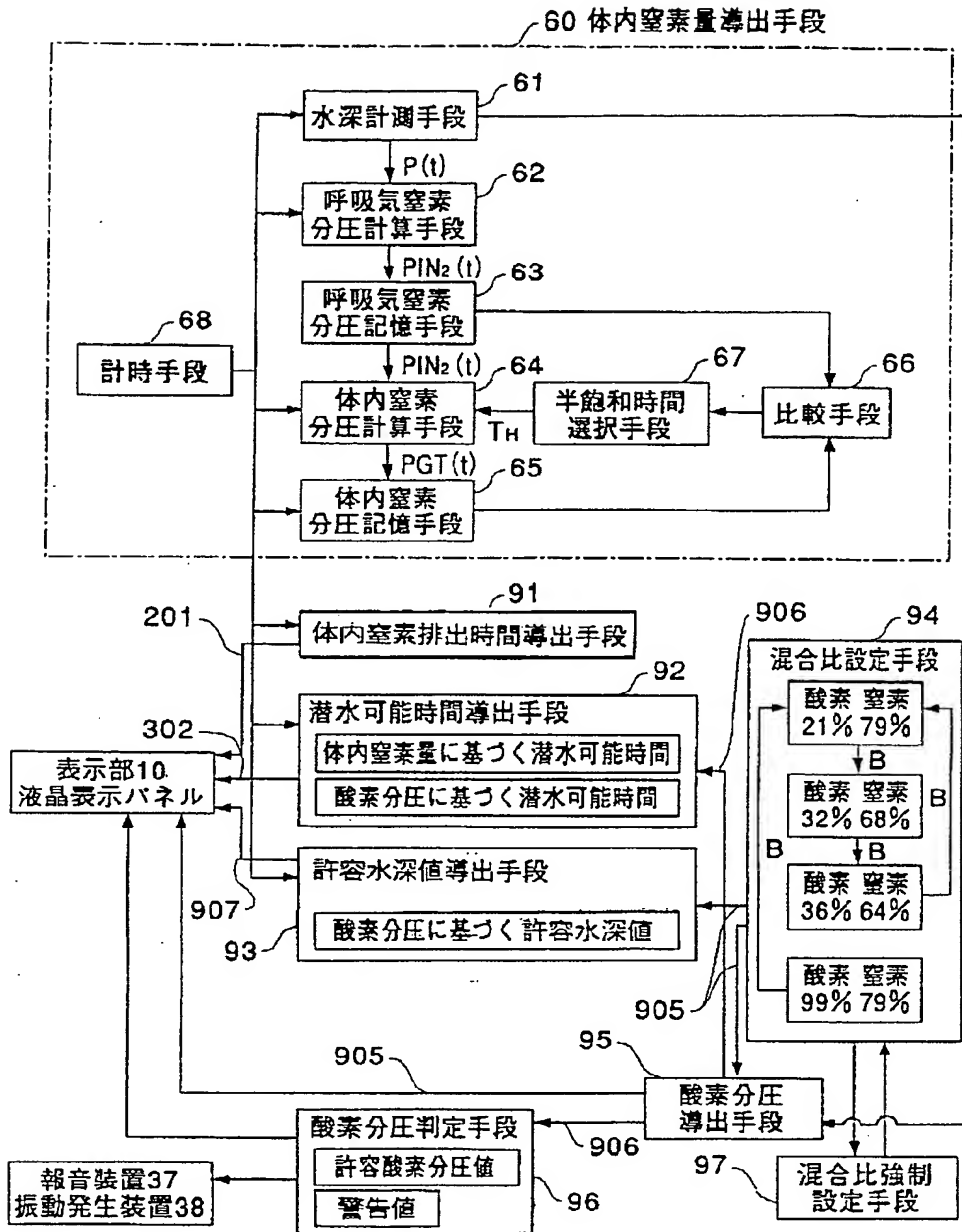 60 体内窒素量導出手段
61
水深計測手段
P(t)
62
呼吸気窒素
分圧計算手段
PIN₂(t)
63
呼吸気窒素
分圧記憶手段
68
計時手段
PIN₂(t)
64
体内窒素
分圧計算手段
67
半飽和時間
選択手段
TH
66
比較手段
PGT(t)
65
体内窒素
分圧記憶手段
91
体内窒素排出時間導出手段
201
906
94
混合比設定手段
酸素 窒素
21% 79%
B
酸素 窒素
32% 68%
B
B
B
酸素 窒素
36% 64%
酸素 窒素
99% 79%
92
潜水可能時間導出手段
体内窒素量に基づく潜水可能時間
酸素分圧に基づく潜水可能時間
302
表示部10
液晶表示パネル
許容水深値導出手段
酸素分圧に基づく許容水深値
907
93
905
905
95
酸素分圧
導出手段
906
酸素分圧判定手段
許容酸素分圧値
警告値
96
報音装置37
振動発生装置38
97
混合比強制
設定手段